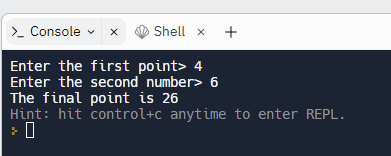 Console
Shell
Enter the first point> 4
Enter the second number> 6
The final point is 26
Hint: hit control+c anytime to enter REPL.